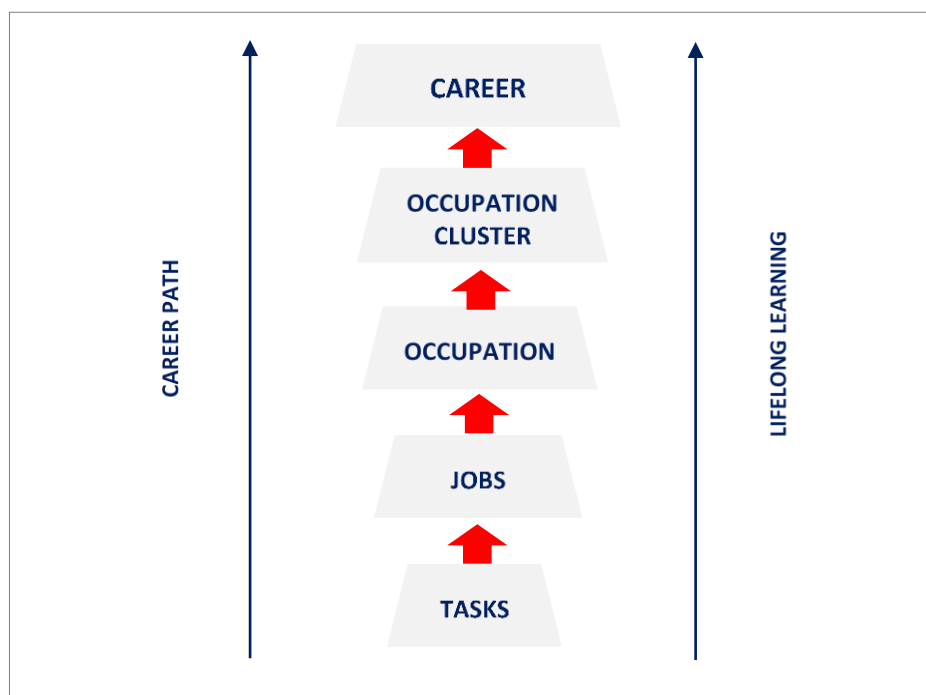 CAREER
OCCUPATION
CLUSTER
OCCUPATION
JOBS
TASKS
CAREER PATH
LIFELONG LEARNING